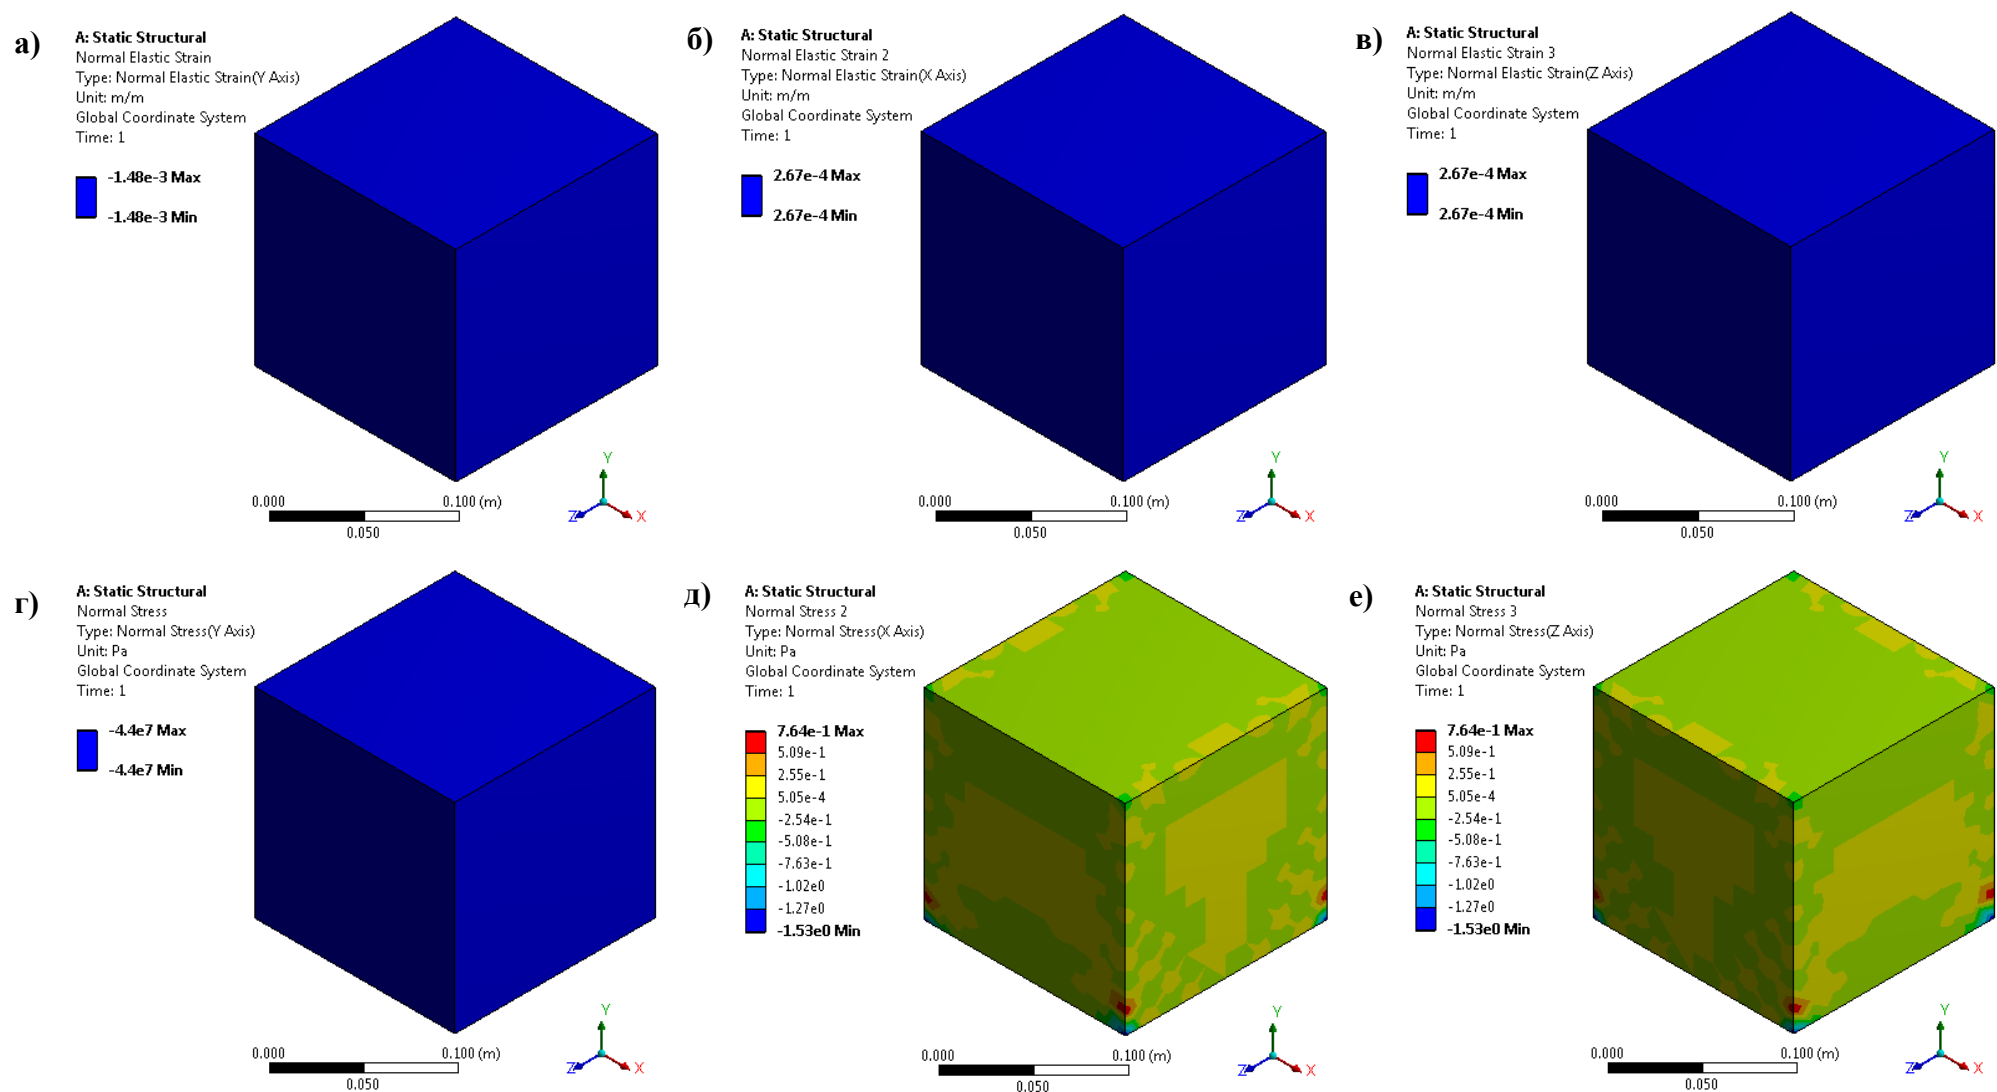 а)
A: Static Structural
Normal Elastic Strain
Type: Normal Elastic Strain(Y Axis)
Unit: m/m
Global Coordinate System
Time: 1
-1.48e-3 Max
-1.48e-3 Min
0.000
0.100 (m)
0.050
Y
Z
X
б)
A: Static Structural
Normal Elastic Strain 2
Type: Normal Elastic Strain(X Axis)
Unit: m/m
Global Coordinate System
Time: 1
2.67e-4 Max
2.67e-4 Min
0.000
0.100 (m)
0.050
Y
Z
X
в)
A: Static Structural
Normal Elastic Strain 3
Type: Normal Elastic Strain(Z Axis)
Unit: m/m
Global Coordinate System
Time: 1
2.67e-4 Max
2.67e-4 Min
0.000
0.100 (m)
0.050
Y
Z
X
г)
A: Static Structural
Normal Stress
Type: Normal Stress(Y Axis)
Unit: Pa
Global Coordinate System
Time: 1
-4.4e7 Max
-4.4e7 Min
0.000
0.100 (m)
0.050
Y
Z
X
д)
A: Static Structural
Normal Stress 2
Type: Normal Stress(X Axis)
Unit: Pa
Global Coordinate System
Time: 1
7.64e-1 Max
5.09e-1
2.55e-1
5.05e-4
-2.54e-1
-5.08e-1
-7.63e-1
-1.02e0
-1.27e0
-1.53e0 Min
0.000
0.100 (m)
0.050
Y
Z
X
е)
A: Static Structural
Normal Stress 3
Type: Normal Stress(Z Axis)
Unit: Pa
Global Coordinate System
Time: 1
7.64e-1 Max
5.09e-1
2.55e-1
5.05e-4
-2.54e-1
-5.08e-1
-7.63e-1
-1.02e0
-1.27e0
-1.53e0 Min
0.000
0.100 (m)
0.050
Y
Z
X